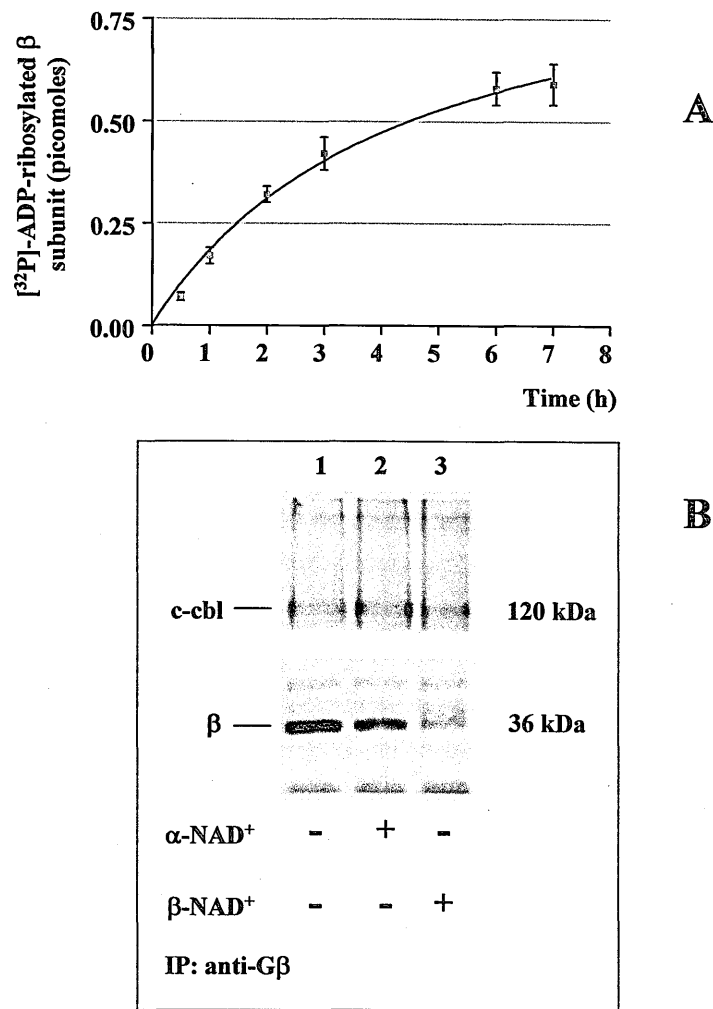 A
[³²P]-ADP-ribosylated β
subunit (picomoles)
0.75
0.50
0.25
0.00
0 1 2 3 4 5 6 7 8
Time (h)
B
1 2 3
c-cbl 120 kDa
β 36 kDa
α-NAD⁺ - + -
β-NAD⁺ - - +
IP: anti-Gβ